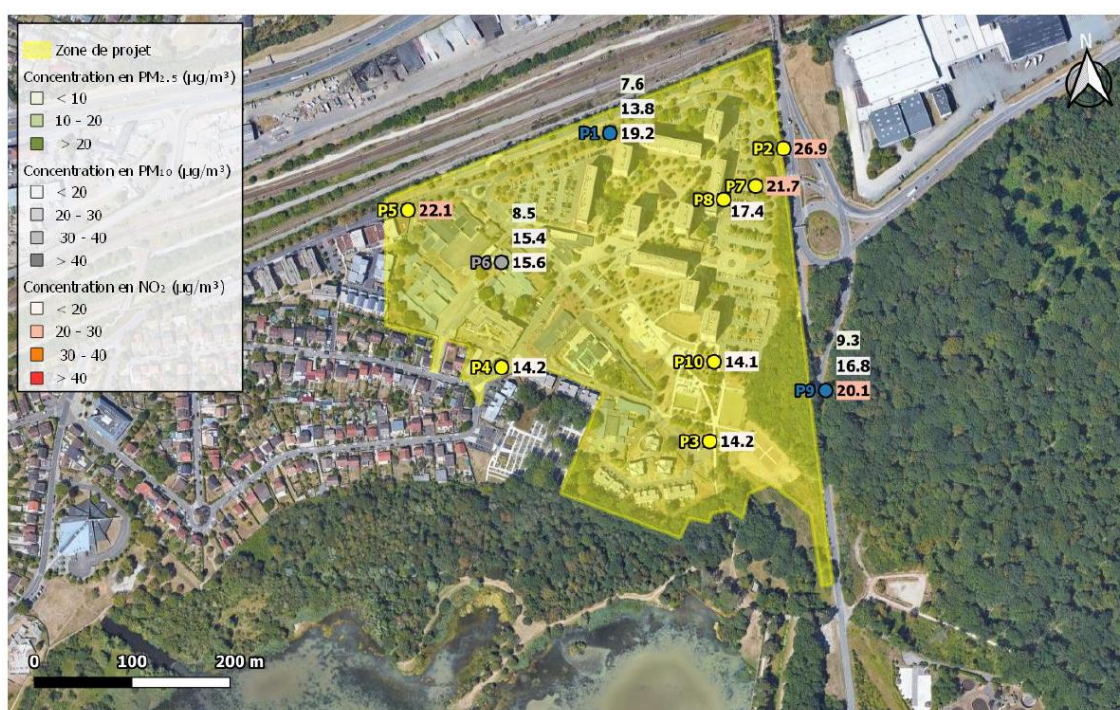 Zone de projet
Concentration en PM₂.₅ (µg/m³)
< 10
10 - 20
> 20
Concentration en PM₁₀ (µg/m³)
< 20
20 - 30
30 - 40
> 40
Concentration en NO₂ (µg/m³)
< 20
20 - 30
30 - 40
> 40
N
7.6
13.8
P1 19.2
P2 26.9
P7 21.7
P8
17.4
P5 22.1
8.5
15.4
P6 15.6
9.3
16.8
P9 20.1
P4 14.2
P10 14.1
P3 14.2
0 100 200 m